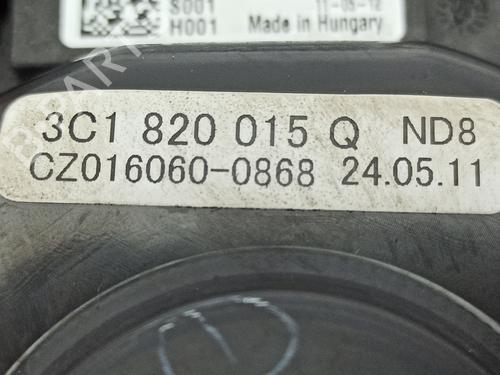 S001
H001
11-05-12
Made in Hungary
3C1 820 015 Q ND8
CZ016060-0868 24.05.11